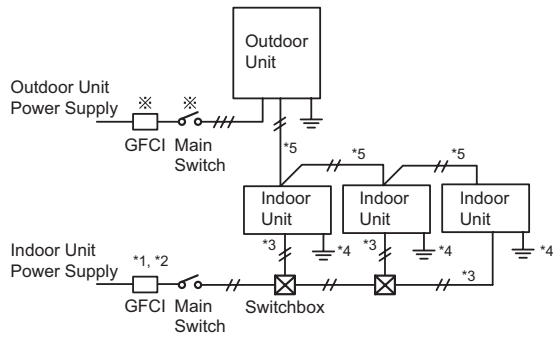 Outdoor
Unit
Outdoor Unit
Power Supply
※
※
GFCI
Main
Switch
*5
*5
*5
Indoor
Unit
Indoor
Unit
Indoor
Unit
*3
*4
*3
*4
*4
Indoor Unit
Power Supply
*1, *2
*3
GFCI
Main
Switch
Switchbox